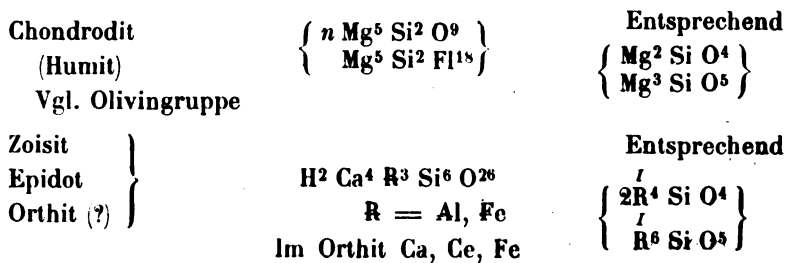 Entsprechend
Chondrodit { n Mg⁵ Si² O⁹ } { Mg² Si O⁴ }
(Humit) { Mg⁵ Si² Fl¹⁸ } { Mg³ Si O⁵ }
Vgl. Olivingruppe
Zoisit } Entsprechend
Epidot } H² Ca⁴ R³ Si⁶ O²⁶ { 2R⁴ Si O⁴ }
Orthit (?) } R = Al, Fe { R⁶ Si O⁵ }
Im Orthit Ca, Ce, Fe